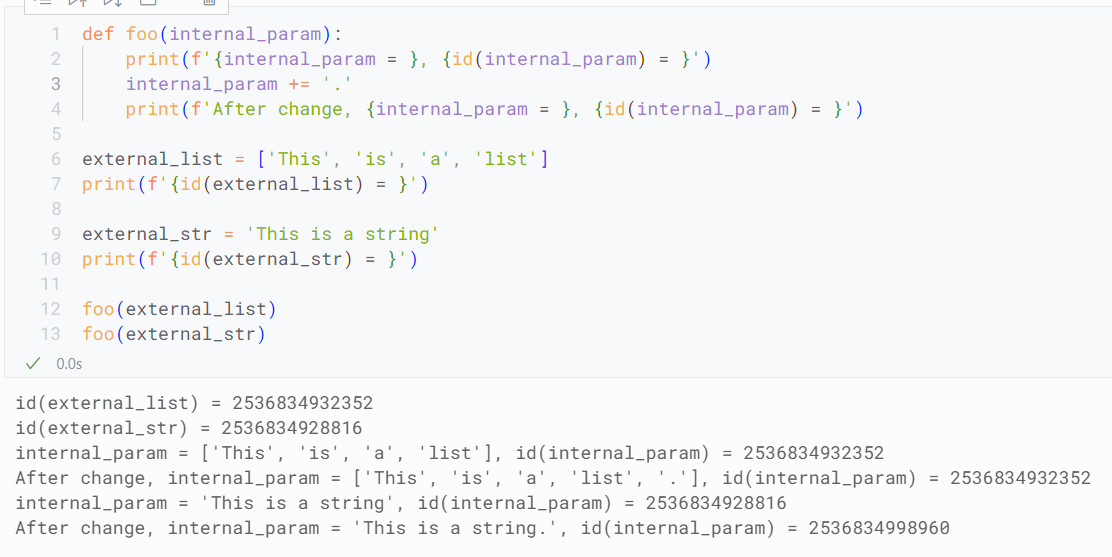 1 def foo(internal_param):
2     print(f'{internal_param = }, {id(internal_param) = }')
3     internal_param += '.'
4     print(f'After change, {internal_param = }, {id(internal_param) = }')
5
6 external_list = ['This', 'is', 'a', 'list']
7 print(f'{id(external_list) = }')
8
9 external_str = 'This is a string'
10 print(f'{id(external_str) = }')
11
12 foo(external_list)
13 foo(external_str)
0.0s
id(external_list) = 2536834932352
id(external_str) = 2536834928816
internal_param = ['This', 'is', 'a', 'list'], id(internal_param) = 2536834932352
After change, internal_param = ['This', 'is', 'a', 'list', '.'], id(internal_param) = 2536834932352
internal_param = 'This is a string', id(internal_param) = 2536834928816
After change, internal_param = 'This is a string.', id(internal_param) = 2536834998960